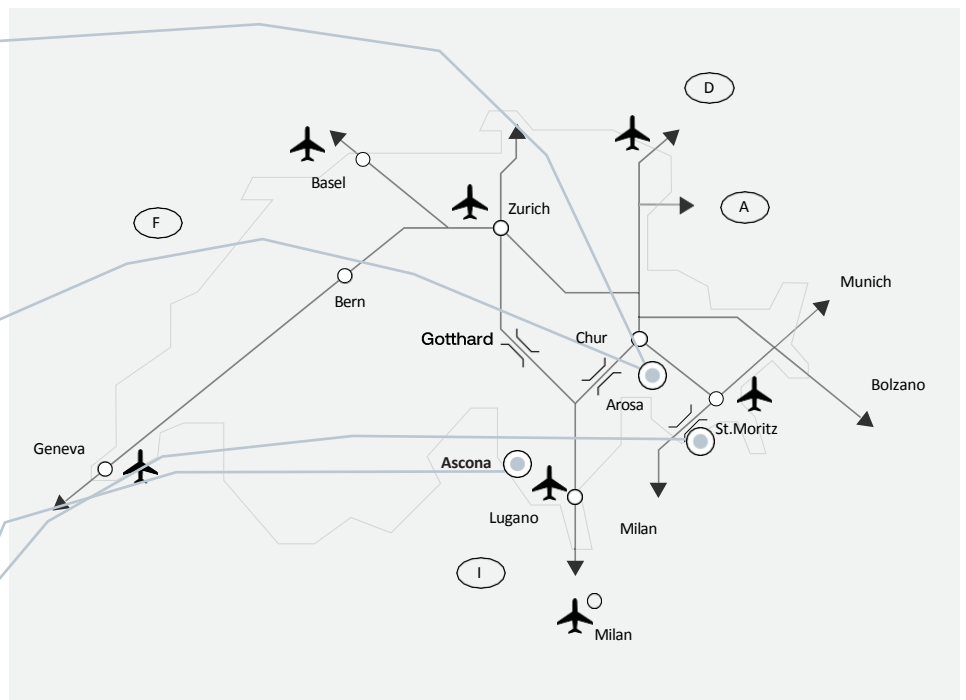 D
Basel
A
Zurich
F
Munich
Bern
Gotthard
Chur
Bolzano
Arosa
St.Moritz
Geneva
Ascona
Lugano
Milan
I
Milan